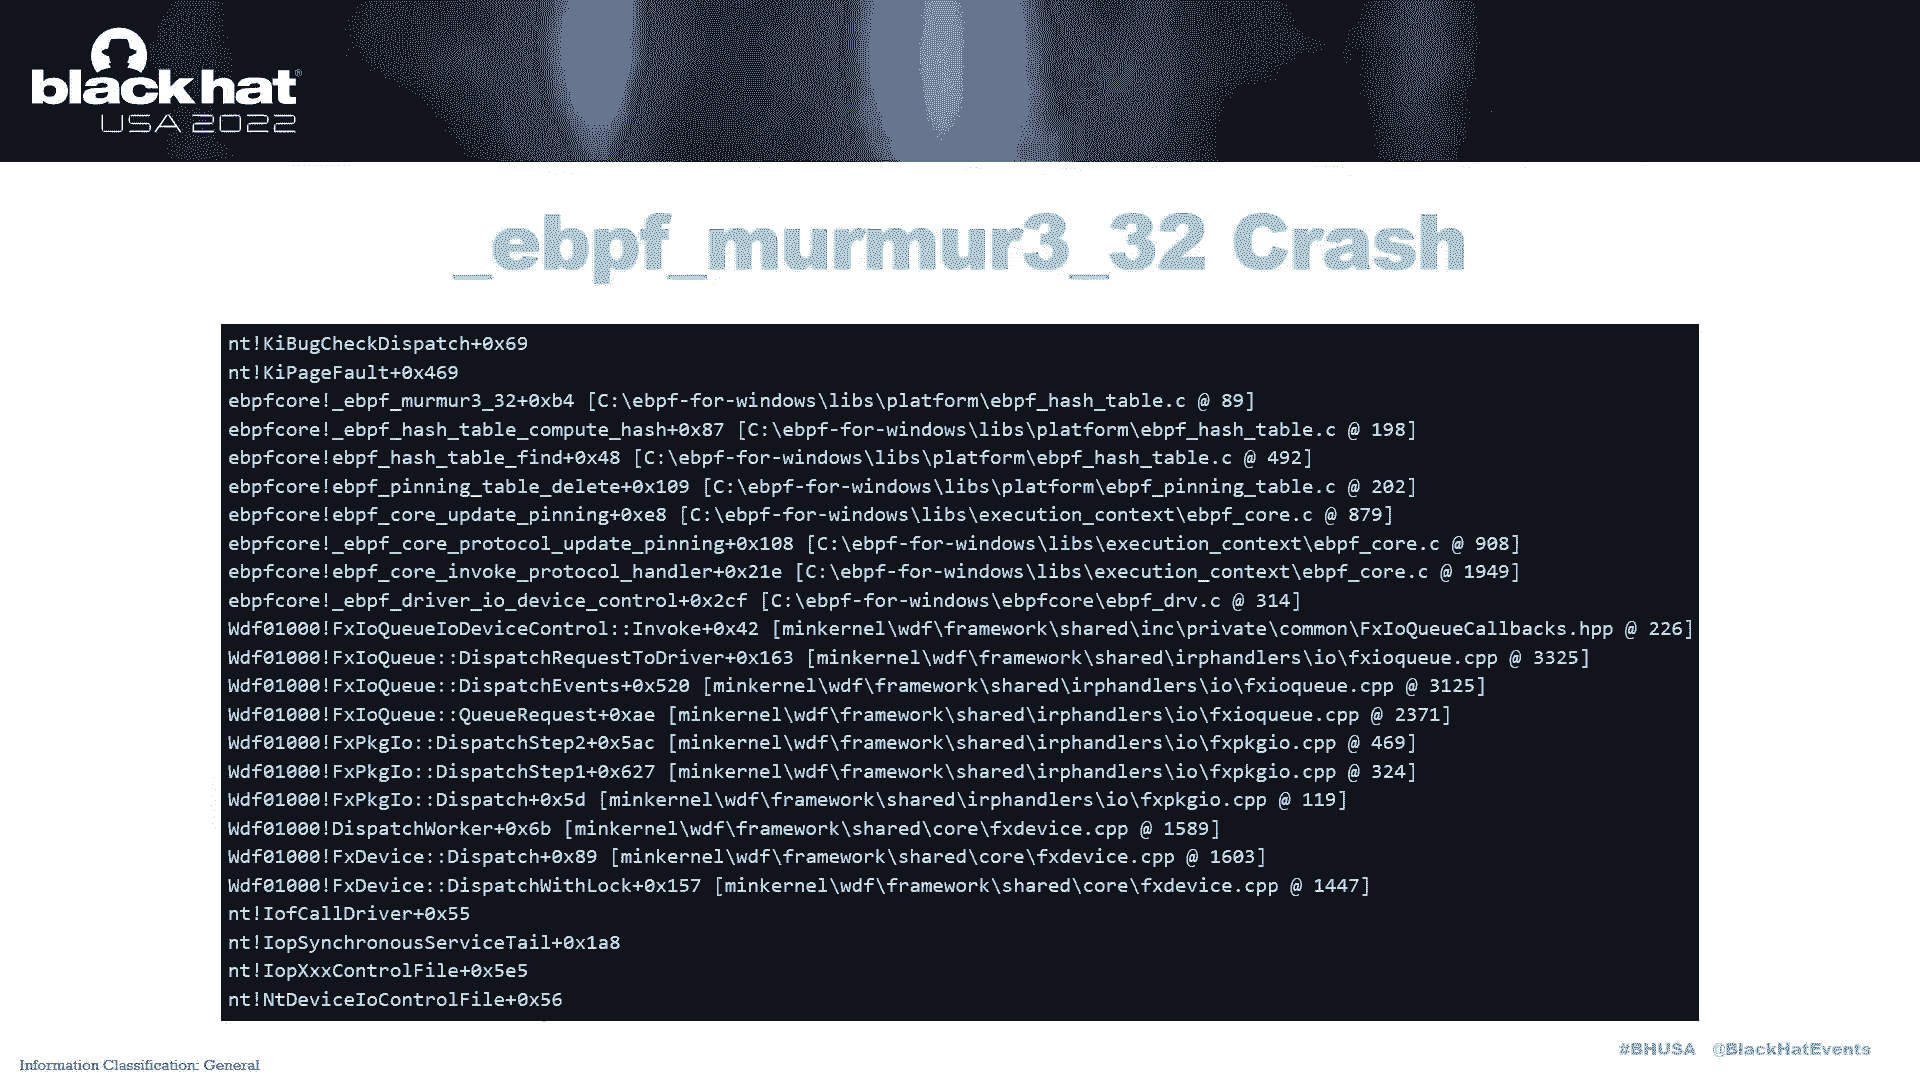 black hat®
USA 2022
_ebpf_murmur3_32 Crash
nt!KiBugCheckDispatch+0x69
nt!KiPageFault+0x469
ebpfcore!_ebpf_murmur3_32+0xb4 [C:\ebpf-for-windows\libs\platform\ebpf_hash_table.c @ 89]
ebpfcore!_ebpf_hash_table_compute_hash+0x87 [C:\ebpf-for-windows\libs\platform\ebpf_hash_table.c @ 198]
ebpfcore!ebpf_hash_table_find+0x48 [C:\ebpf-for-windows\libs\platform\ebpf_hash_table.c @ 492]
ebpfcore!ebpf_pinning_table_delete+0x109 [C:\ebpf-for-windows\libs\platform\ebpf_pinning_table.c @ 202]
ebpfcore!ebpf_core_update_pinning+0xe8 [C:\ebpf-for-windows\libs\execution_context\ebpf_core.c @ 879]
ebpfcore!_ebpf_core_protocol_update_pinning+0x108 [C:\ebpf-for-windows\libs\execution_context\ebpf_core.c @ 908]
ebpfcore!ebpf_core_invoke_protocol_handler+0x21e [C:\ebpf-for-windows\libs\execution_context\ebpf_core.c @ 1949]
ebpfcore!_ebpf_driver_io_device_control+0x2cf [C:\ebpf-for-windows\ebpfcore\ebpf_drv.c @ 314]
Wdf01000!FxIoQueueIoDeviceControl::Invoke+0x42 [minkernel\wdf\framework\shared\inc\private\common\FxIoQueueCallbacks.hpp @ 226]
Wdf01000!FxIoQueue::DispatchRequestToDriver+0x163 [minkernel\wdf\framework\shared\irphandlers\io\fxioqueue.cpp @ 3325]
Wdf01000!FxIoQueue::DispatchEvents+0x520 [minkernel\wdf\framework\shared\irphandlers\io\fxioqueue.cpp @ 3125]
Wdf01000!FxIoQueue::QueueRequest+0xae [minkernel\wdf\framework\shared\irphandlers\io\fxioqueue.cpp @ 2371]
Wdf01000!FxPkgIo::DispatchStep2+0x5ac [minkernel\wdf\framework\shared\irphandlers\io\fxpkgio.cpp @ 469]
Wdf01000!FxPkgIo::DispatchStep1+0x627 [minkernel\wdf\framework\shared\irphandlers\io\fxpkgio.cpp @ 324]
Wdf01000!FxPkgIo::Dispatch+0x5d [minkernel\wdf\framework\shared\irphandlers\io\fxpkgio.cpp @ 119]
Wdf01000!DispatchWorker+0x6b [minkernel\wdf\framework\shared\core\fxdevice.cpp @ 1589]
Wdf01000!FxDevice::Dispatch+0x89 [minkernel\wdf\framework\shared\core\fxdevice.cpp @ 1603]
Wdf01000!FxDevice::DispatchWithLock+0x157 [minkernel\wdf\framework\shared\core\fxdevice.cpp @ 1447]
nt!IofCallDriver+0x55
nt!IopSynchronousServiceTail+0x1a8
nt!IopXxxControlFile+0x5e5
nt!NtDeviceIoControlFile+0x56
#BHUSA @BlackHatEvents
Information Classification: General